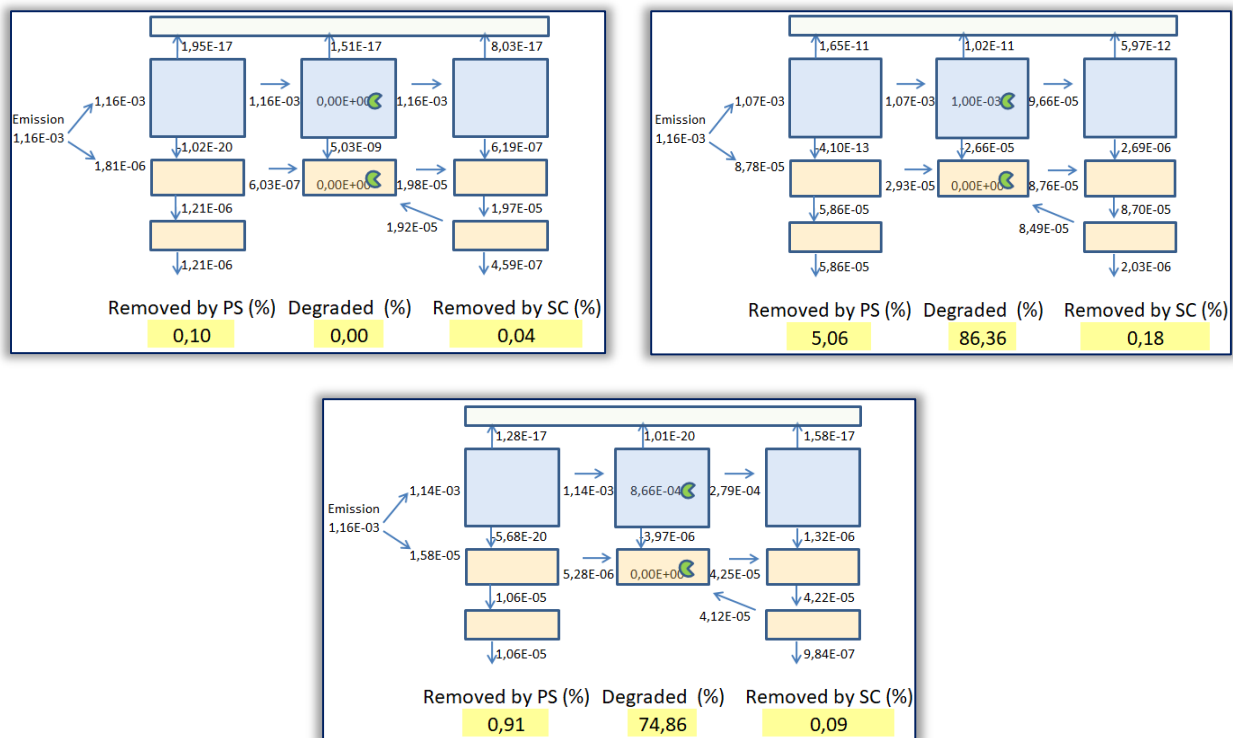 1,95E-17 1,51E-17 8,03E-17
1,16E-03 1,16E-03 0,00E+00 1,16E-03
Emission
1,16E-03
1,02E-20 5,03E-09 6,19E-07
1,81E-06 6,03E-07 0,00E+00 1,98E-05
1,21E-06 1,97E-05
1,92E-05
1,21E-06 4,59E-07
Removed by PS (%) Degraded (%) Removed by SC (%)
0,10 0,00 0,04
1,65E-11 1,02E-11 5,97E-12
1,07E-03 1,07E-03 1,00E-03 9,66E-05
Emission
1,16E-03
4,10E-13 2,66E-05 2,69E-06
8,78E-05 2,93E-05 0,00E+00 8,76E-05
5,86E-05 8,70E-05
8,49E-05
5,86E-05 2,03E-06
Removed by PS (%) Degraded (%) Removed by SC (%)
5,06 86,36 0,18
1,28E-17 1,01E-20 1,58E-17
1,14E-03 1,14E-03 8,66E-04 2,79E-04
Emission
1,16E-03
5,68E-20 3,97E-06 1,32E-06
1,58E-05 5,28E-06 0,00E+00 4,25E-05
1,06E-05 4,22E-05
4,12E-05
1,06E-05 9,84E-07
Removed by PS (%) Degraded (%) Removed by SC (%)
0,91 74,86 0,09